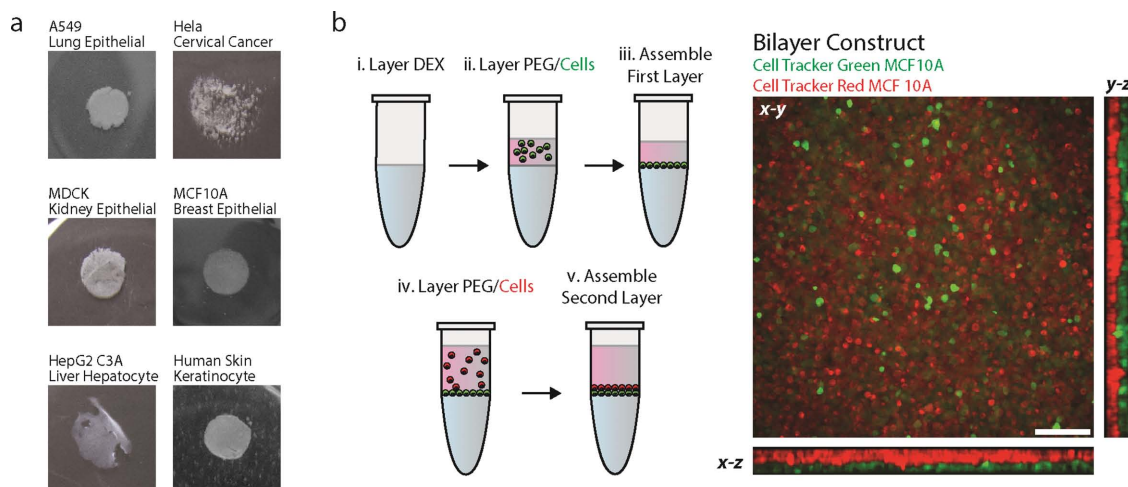 a
A549
Lung Epithelial
Hela
Cervical Cancer
MDCK
Kidney Epithelial
MCF10A
Breast Epithelial
HepG2 C3A
Liver Hepatocyte
Human Skin
Keratinocyte
b
i. Layer DEX
ii. Layer PEG/Cells
iii. Assemble
First Layer
iv. Layer PEG/Cells
v. Assemble
Second Layer
Bilayer Construct
Cell Tracker Green MCF10A
Cell Tracker Red MCF 10A
x-y
y-z
x-z